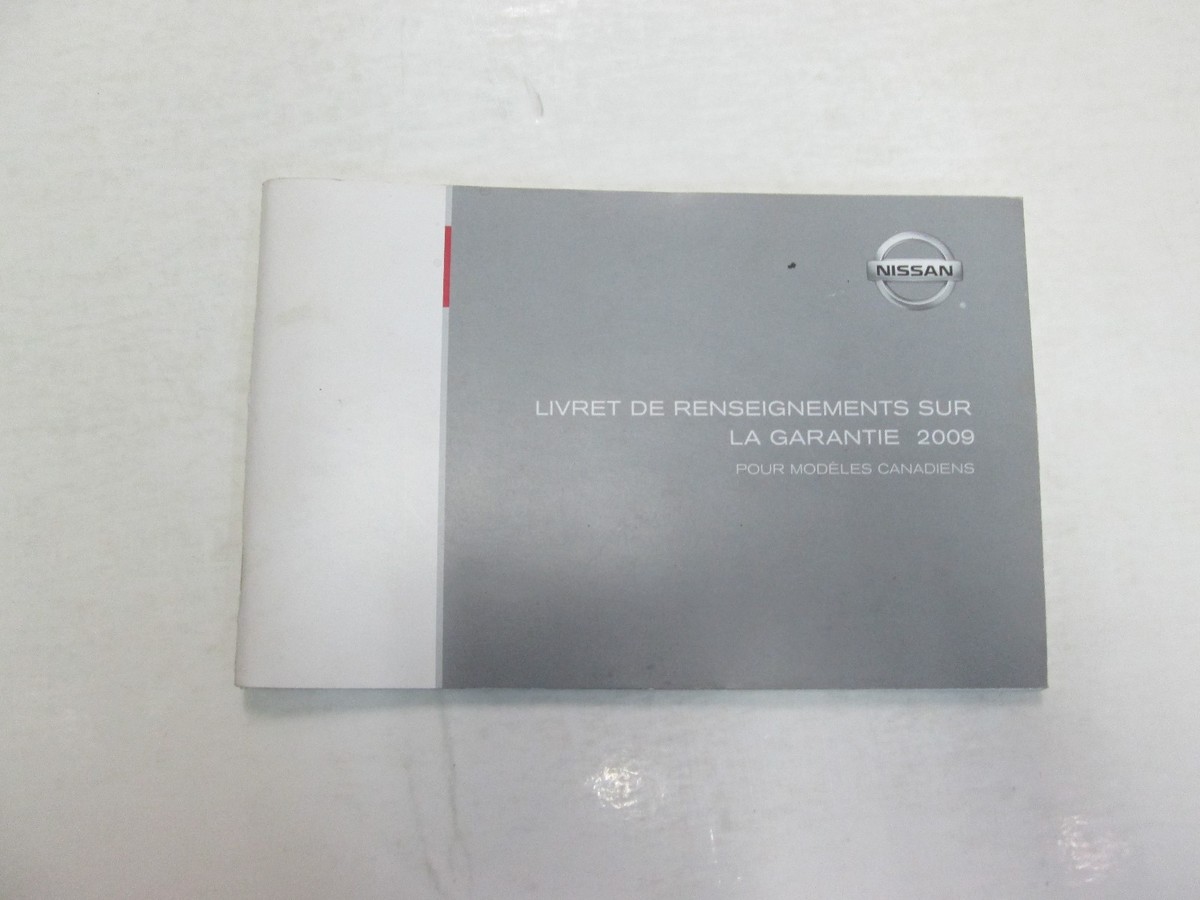 NISSAN
LIVRET DE RENSEIGNEMENTS SUR
LA GARANTIE 2009
POUR MODÈLES CANADIENS